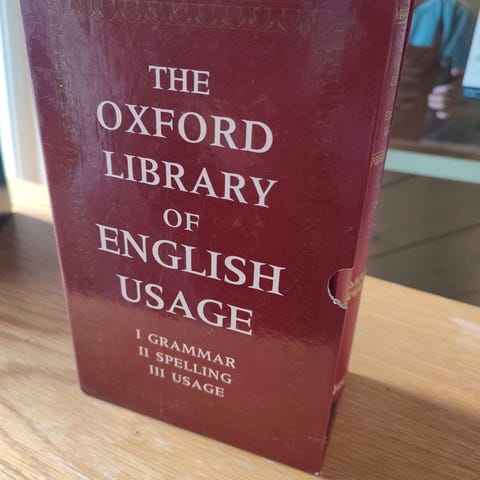 THE
OXFORD
LIBRARY
OF
ENGLISH
USAGE
I GRAMMAR
II SPELLING
III USAGE